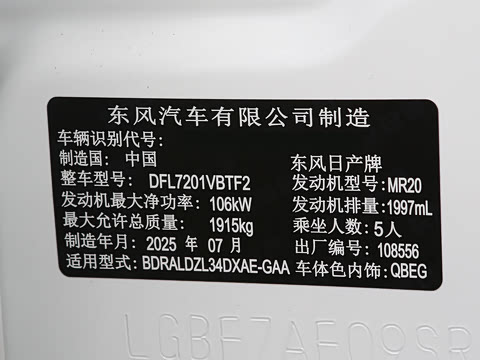 东风汽车有限公司制造
车辆识别代号:
制造国: 中国 东风日产牌
整车型号: DFL7201VBTF2 发动机型号: MR20
发动机最大净功率: 106kW 发动机排量: 1997mL
最大允许总质量: 1915kg 乘坐人数: 5人
制造年月: 2025 年 07 月 出厂编号: 108556
适用型式: BDRALDZL34DXAE-GAA 车体色内饰: QBEG